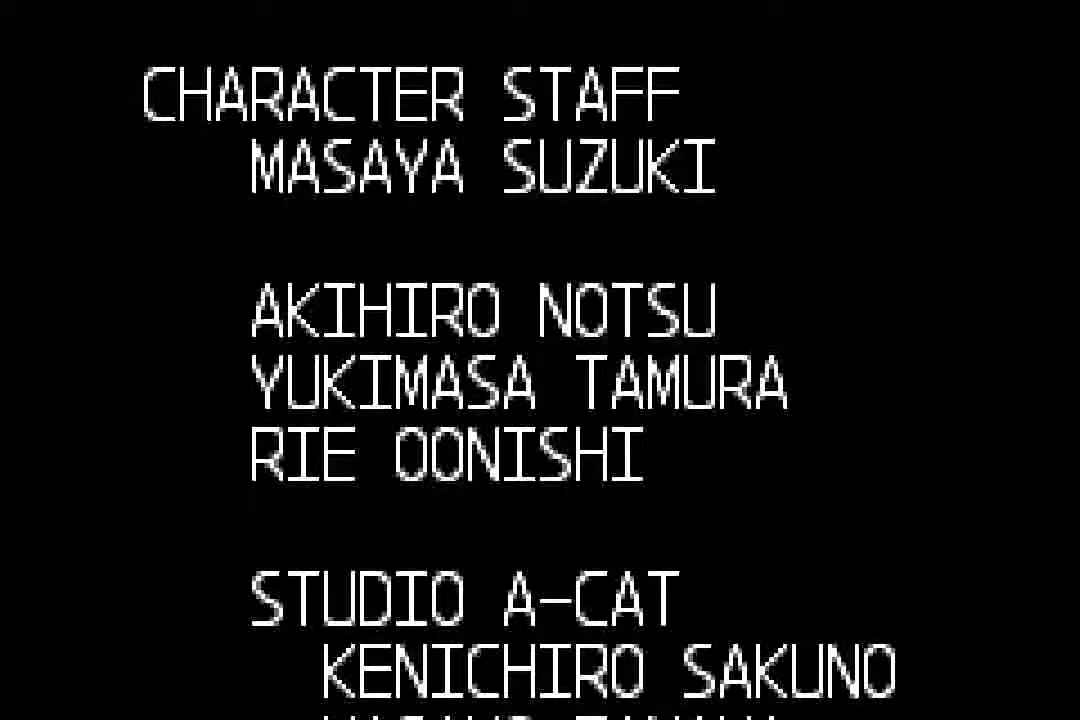 CHARACTER STAFF
MASAYA SUZUKI
AKIHIRO NOTSU
YUKIMASA TAMURA
RIE OONISHI
STUDIO A-CAT
KENICHIRO SAKUNO